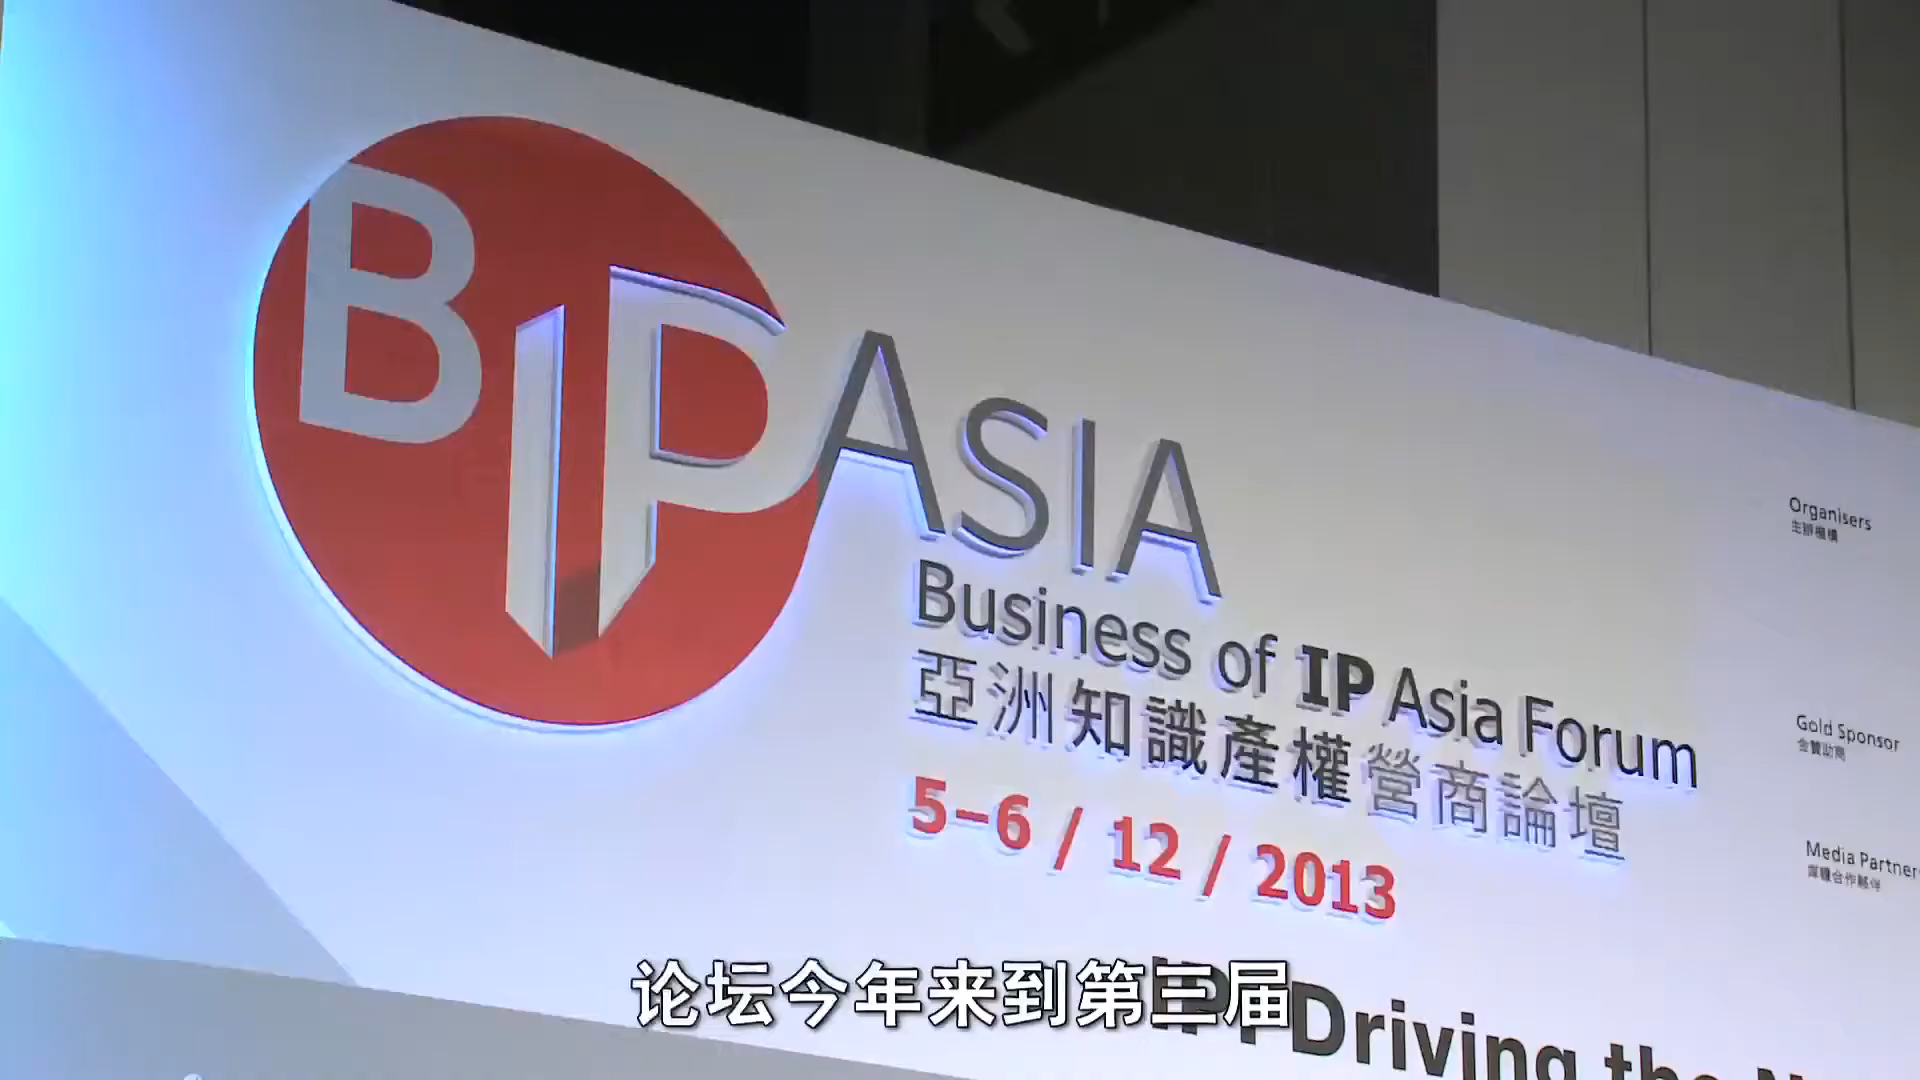 BIP ASIA
Business of IP Asia Forum
亞洲知識產權營商論壇
5-6 / 12 / 2013
Organisers
主辦機構
Gold Sponsor
金贊助商
Media Partner
媒體合作夥伴
Driving the
论坛今年来到第三届